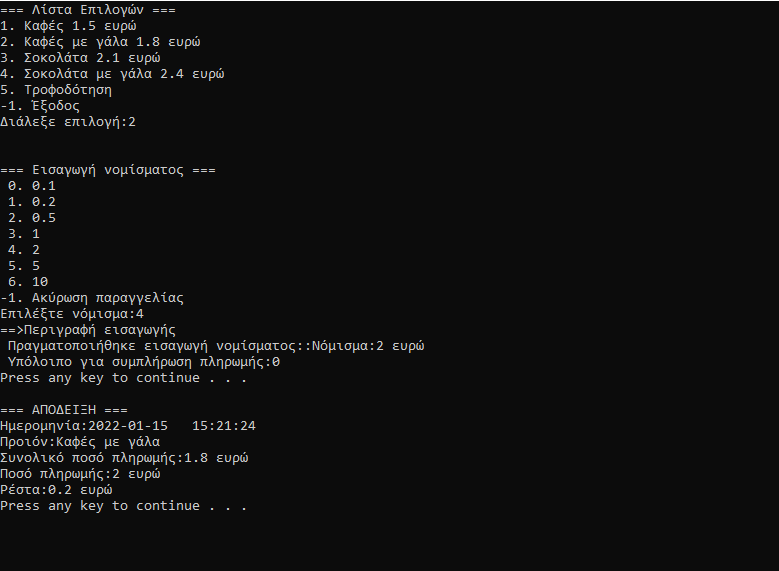 === Λίστα Επιλογών ===
1. Καφές 1.5 ευρώ
2. Καφές με γάλα 1.8 ευρώ
3. Σοκολάτα 2.1 ευρώ
4. Σοκολάτα με γάλα 2.4 ευρώ
5. Τροφοδότηση
-1. Έξοδος
Διάλεξε επιλογή:2
=== Εισαγωγή νομίσματος ===
0. 0.1
1. 0.2
2. 0.5
3. 1
4. 2
5. 5
6. 10
-1. Ακύρωση παραγγελίας
Επιλέξτε νόμισμα:4
==>Περιγραφή εισαγωγής
Πραγματοποιήθηκε εισαγωγή νομίσματος::Νόμισμα:2 ευρώ
Υπόλοιπο για συμπλήρωση πληρωμής:0
Press any key to continue . . .
=== ΑΠΟΔΕΙΞΗ ===
Ημερομηνία:2022-01-15   15:21:24
Προιόν:Καφές με γάλα
Συνολικό ποσό πληρωμής:1.8 ευρώ
Ποσό πληρωμής:2 ευρώ
Ρέστα:0.2 ευρώ
Press any key to continue . . .